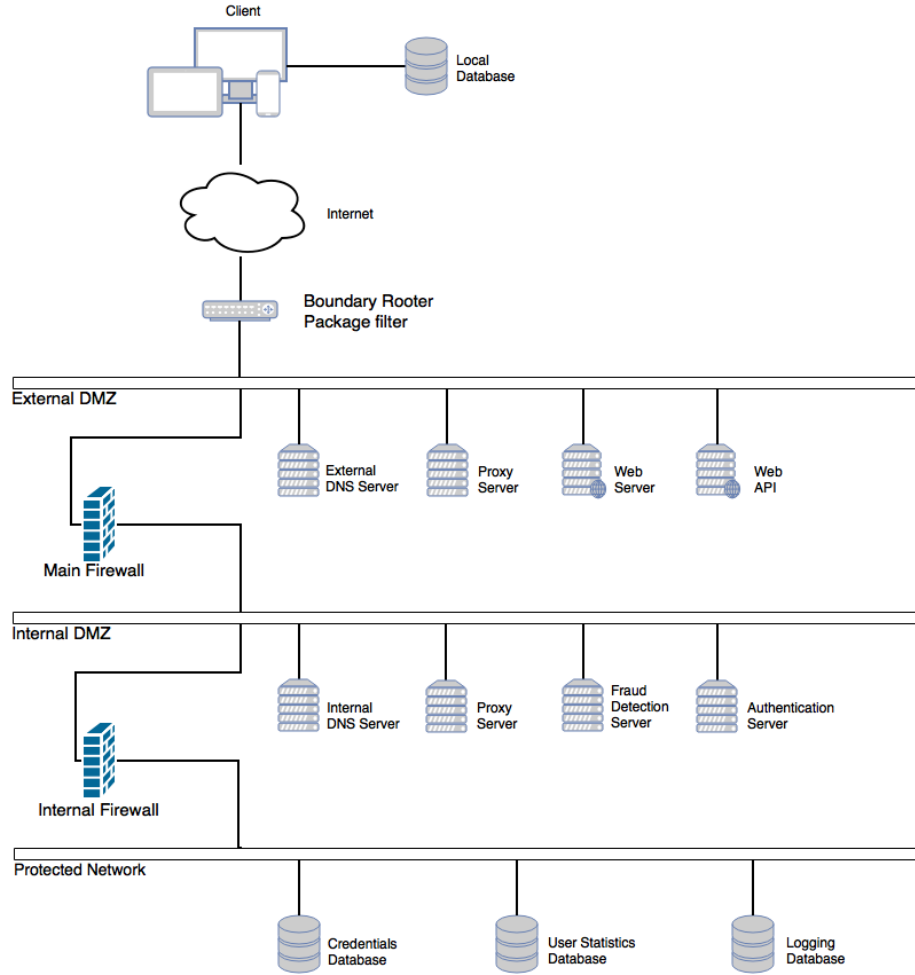 Client
Local
Database
Internet
Boundary Rooter
Package filter
External DMZ
External
DNS Server
Proxy
Server
Web
Server
Web
API
Main Firewall
Internal DMZ
Internal
DNS Server
Proxy
Server
Fraud
Detection
Server
Authentication
Server
Internal Firewall
Protected Network
Credentials
Database
User Statistics
Database
Logging
Database